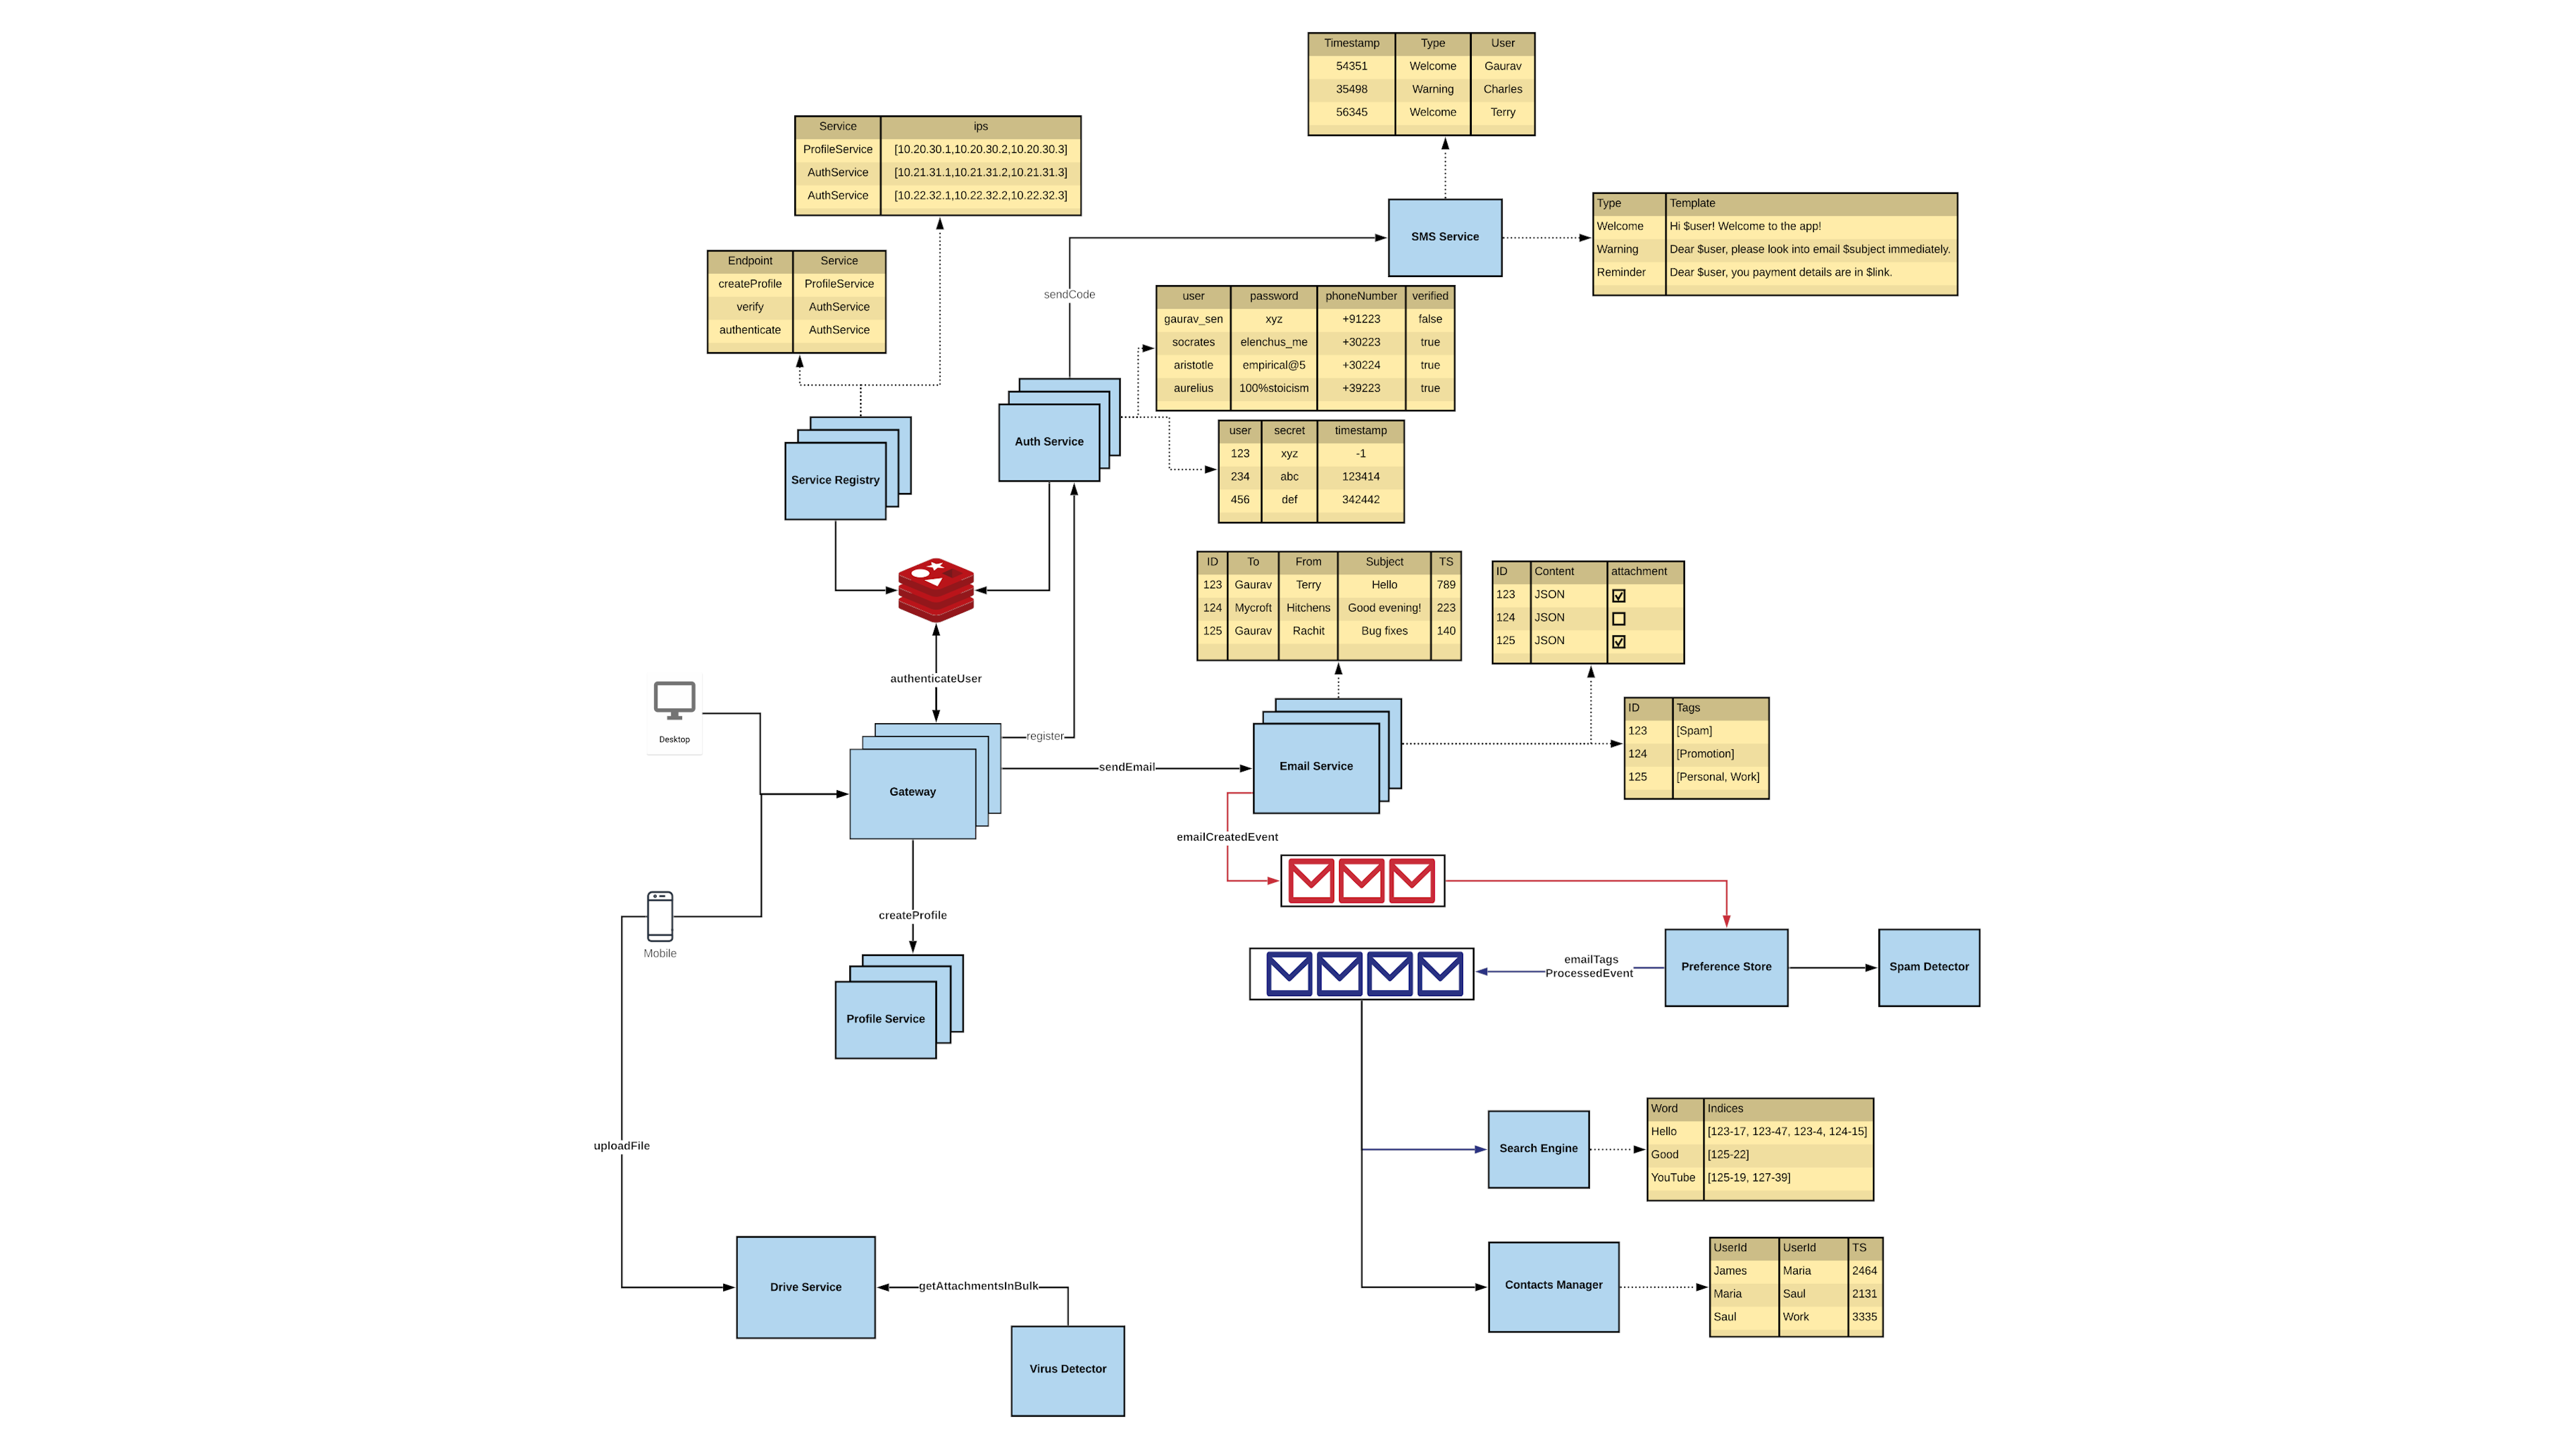 Timestamp Type User
54351 Welcome Gaurav
35498 Warning Charles
56345 Welcome Terry
Service ips
ProfileService [10.20.30.1,10.20.30.2,10.20.30.3]
AuthService [10.21.31.1,10.21.31.2,10.21.31.3]
AuthService [10.22.32.1,10.22.32.2,10.22.32.3]
SMS Service
Type Template
Welcome Hi $user! Welcome to the app!
Warning Dear $user, please look into email $subject immediately.
Reminder Dear $user, you payment details are in $link.
Endpoint Service
createProfile ProfileService
verify AuthService
authenticate AuthService
sendCode
user password phoneNumber verified
gaurav_sen xyz +91223 false
socrates elenchus_me +30223 true
aristotle empirical@5 +30224 true
aurelius 100%stoicism +39223 true
Auth Service
Service Registry
user secret timestamp
123 xyz -1
234 abc 123414
456 def 342442
ID To From Subject TS
123 Gaurav Terry Hello 789
124 Mycroft Hitchens Good evening! 223
125 Gaurav Rachit Bug fixes 140
ID Content attachment
123 JSON
124 JSON
125 JSON
authenticateUser
Desktop
register
sendEmail
Gateway
Email Service
ID Tags
123 [Spam]
124 [Promotion]
125 [Personal, Work]
emailCreatedEvent
createProfile
Mobile
Profile Service
emailTags
ProcessedEvent
Preference Store
Spam Detector
uploadFile
Search Engine
Word Indices
Hello [123-17, 123-47, 123-4, 124-15]
Good [125-22]
YouTube [125-19, 127-39]
Drive Service
getAttachmentsInBulk
Virus Detector
Contacts Manager
UserId UserId TS
James Maria 2464
Maria Saul 2131
Saul Work 3335